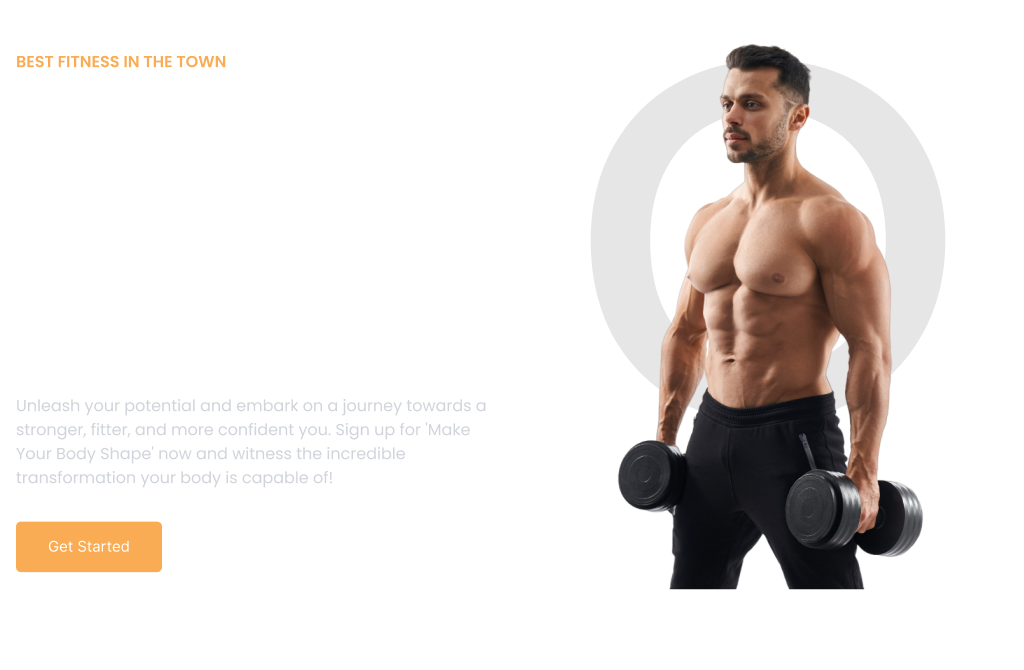 BEST FITNESS IN THE TOWN
Unleash your potential and embark on a journey towards a
stronger, fitter, and more confident you. Sign up for 'Make
Your Body Shape' now and witness the incredible
transformation your body is capable of!
Get Started